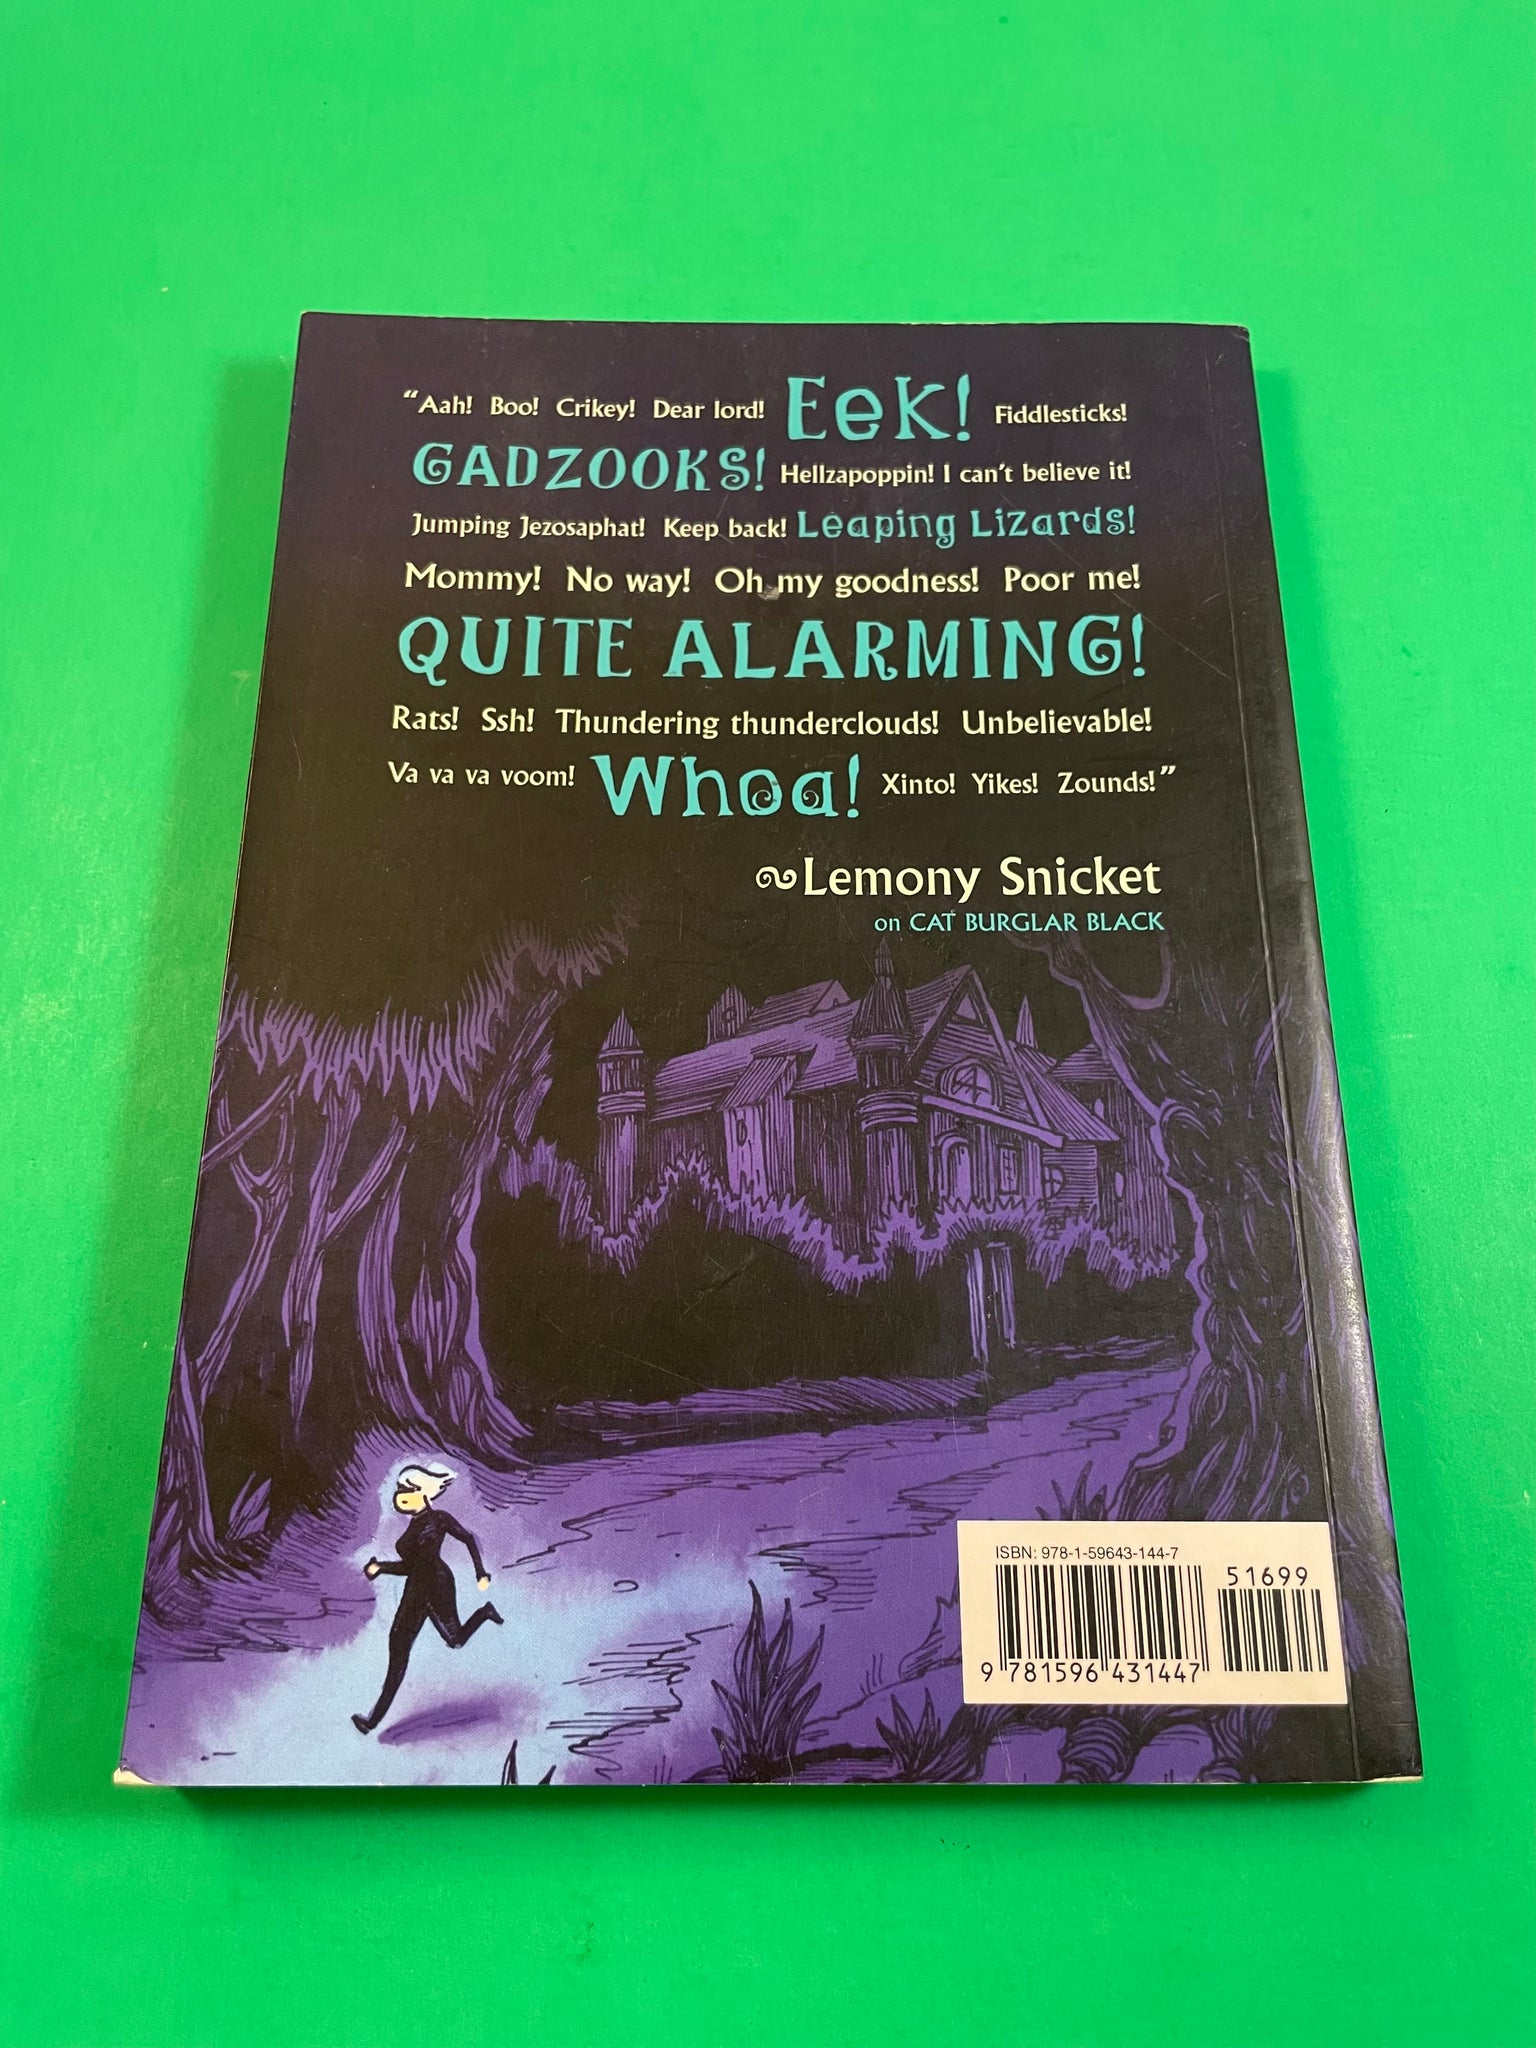 “Aah! Boo! Crikey! Dear lord! Eek! Fiddlesticks!
GADZOOKS! Hellzapoppin! I can't believe it!
Jumping Jezosaphat! Keep back! Leaping Lizards!
Mommy! No way! Oh my goodness! Poor me!
QUITE ALARMING!
Rats! Ssh! Thundering thunderclouds! Unbelievable!
Va va va voom! Whoa! Xinto! Yikes! Zounds!”
~Lemony Snicket
on CAT BURGLAR BLACK
ISBN: 978-1-59643-144-7
51699
9 781596 431447